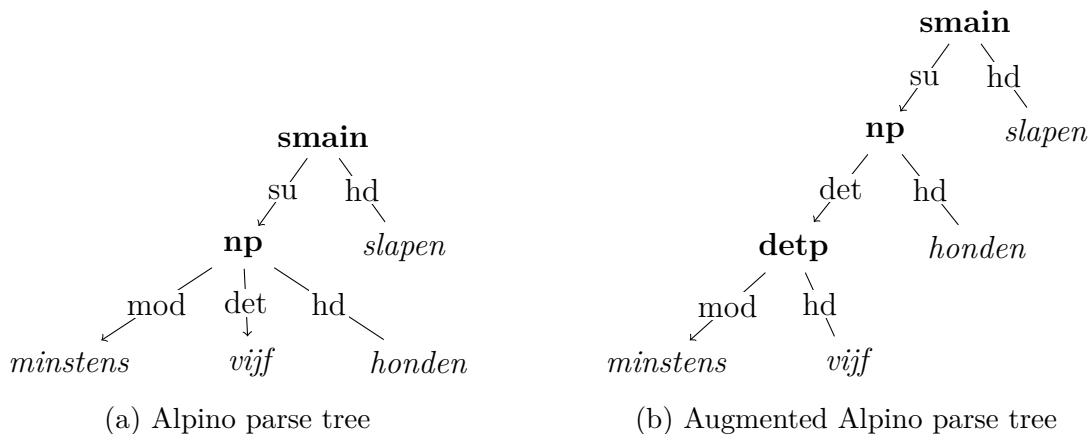 smain
su hd
np slapen
mod det hd
minstens vijf honden
(a) Alpino parse tree
smain
su hd
np slapen
det hd
detp honden
mod hd
minstens vijf
(b) Augmented Alpino parse tree